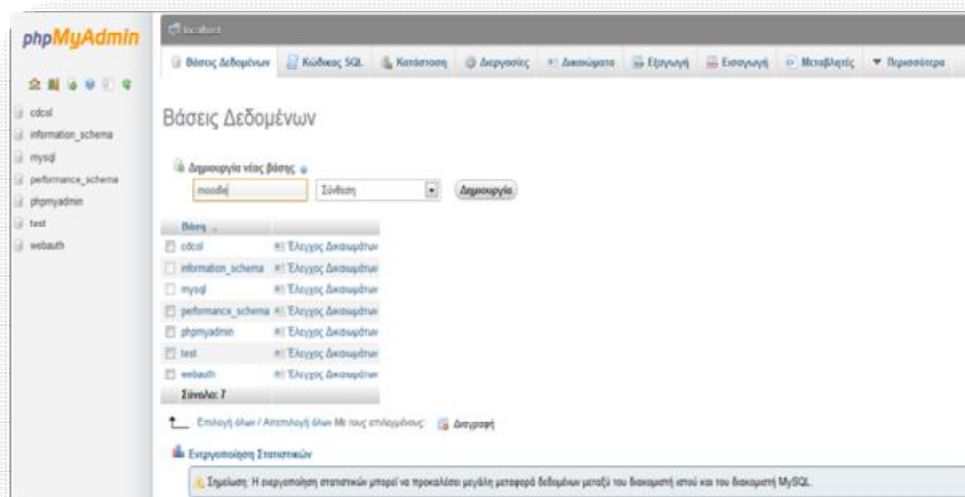 phpMyAdmin
cdcol
information_schema
mysql
performance_schema
phpmyadmin
test
webauth
localhost
Βάσεις Δεδομένων
Κώδικας SQL
Κατάσταση
Διεργασίες
Δικαιώματα
Εξαγωγή
Εισαγωγή
Μεταβλητές
Περισσότερα
Βάσεις Δεδομένων
Δημιουργία νέας βάσης
moodle
Σύνθεση
Δημιουργία
Βάση
cdcol Έλεγχος Δικαιωμάτων
information_schema Έλεγχος Δικαιωμάτων
mysql Έλεγχος Δικαιωμάτων
performance_schema Έλεγχος Δικαιωμάτων
phpmyadmin Έλεγχος Δικαιωμάτων
test Έλεγχος Δικαιωμάτων
webauth Έλεγχος Δικαιωμάτων
Σύνολο: 7
Επιλογή όλων / Απεπιλογή όλων Με τους επιλεγμένους: Διαγραφή
Ενεργοποίηση Στατιστικών
Σημείωση: Η ενεργοποίηση στατιστικών μπορεί να προκαλέσει μεγάλη μεταφορά δεδομένων μεταξύ του διακομιστή ιστού και του διακομιστή MySQL.